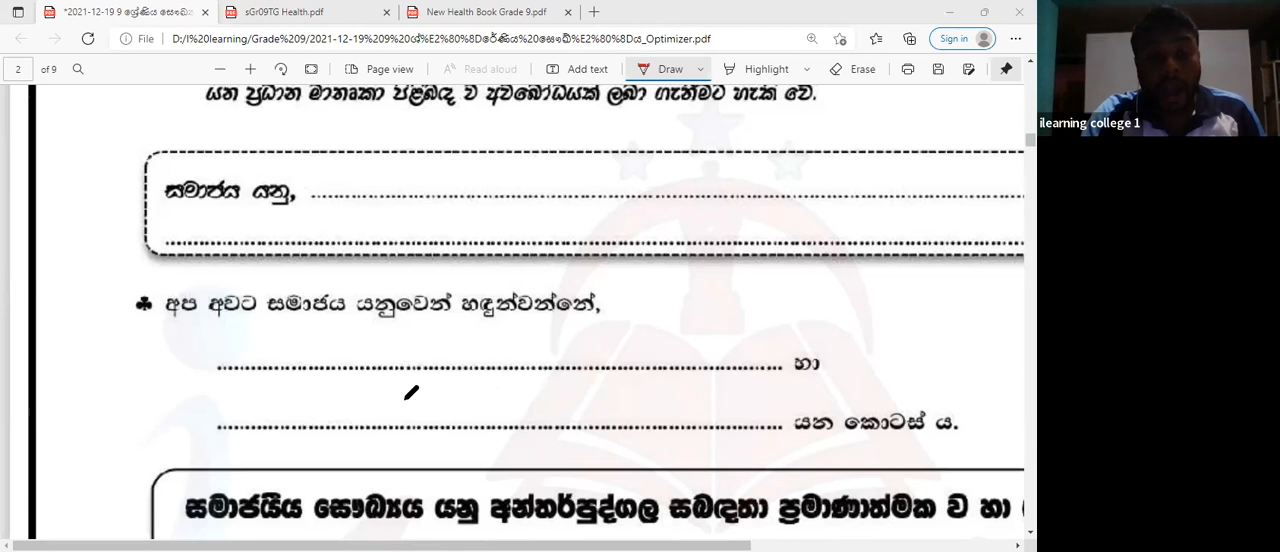 *2021-12-19 9 ශ්‍රේණිය සෞඛ්‍ය
sGr09TG Health.pdf
New Health Book Grade 9.pdf
File
D:/I%20learning/Grade%209/2021-12-19%209%20ශ්%E2%80%8Dරේණිය%20සෞඛ්%E2%80%8Dය_Optimizer.pdf
Sign in
2 of 9
Page view
Read aloud
Add text
Draw
Highlight
Erase
යන ප්‍රධාන මාතෘකා පිළිබඳ ව අවබෝධයක් ලබා ගැනීමට හැකි වේ.
සමාජය යනු, ........................................................................
........................................................................
♣ අප අවට සමාජය යනුවෙන් හඳුන්වන්නේ,
........................................................................ හා
........................................................................ යන කොටස් ය.
සමාජයීය සෞඛ්‍යය යනු අන්තර්පුද්ගල සබඳතා ප්‍රමාණාත්මක ව හා
ilearning college 1